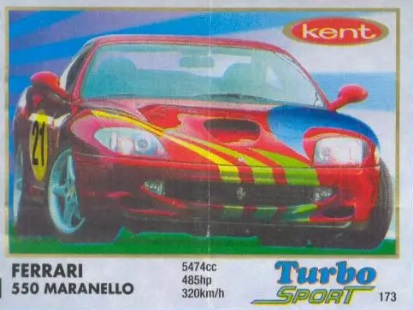 kent
21
FERRARI
550 MARANELLO
5474cc
485hp
320km/h
Turbo
SPORT
173